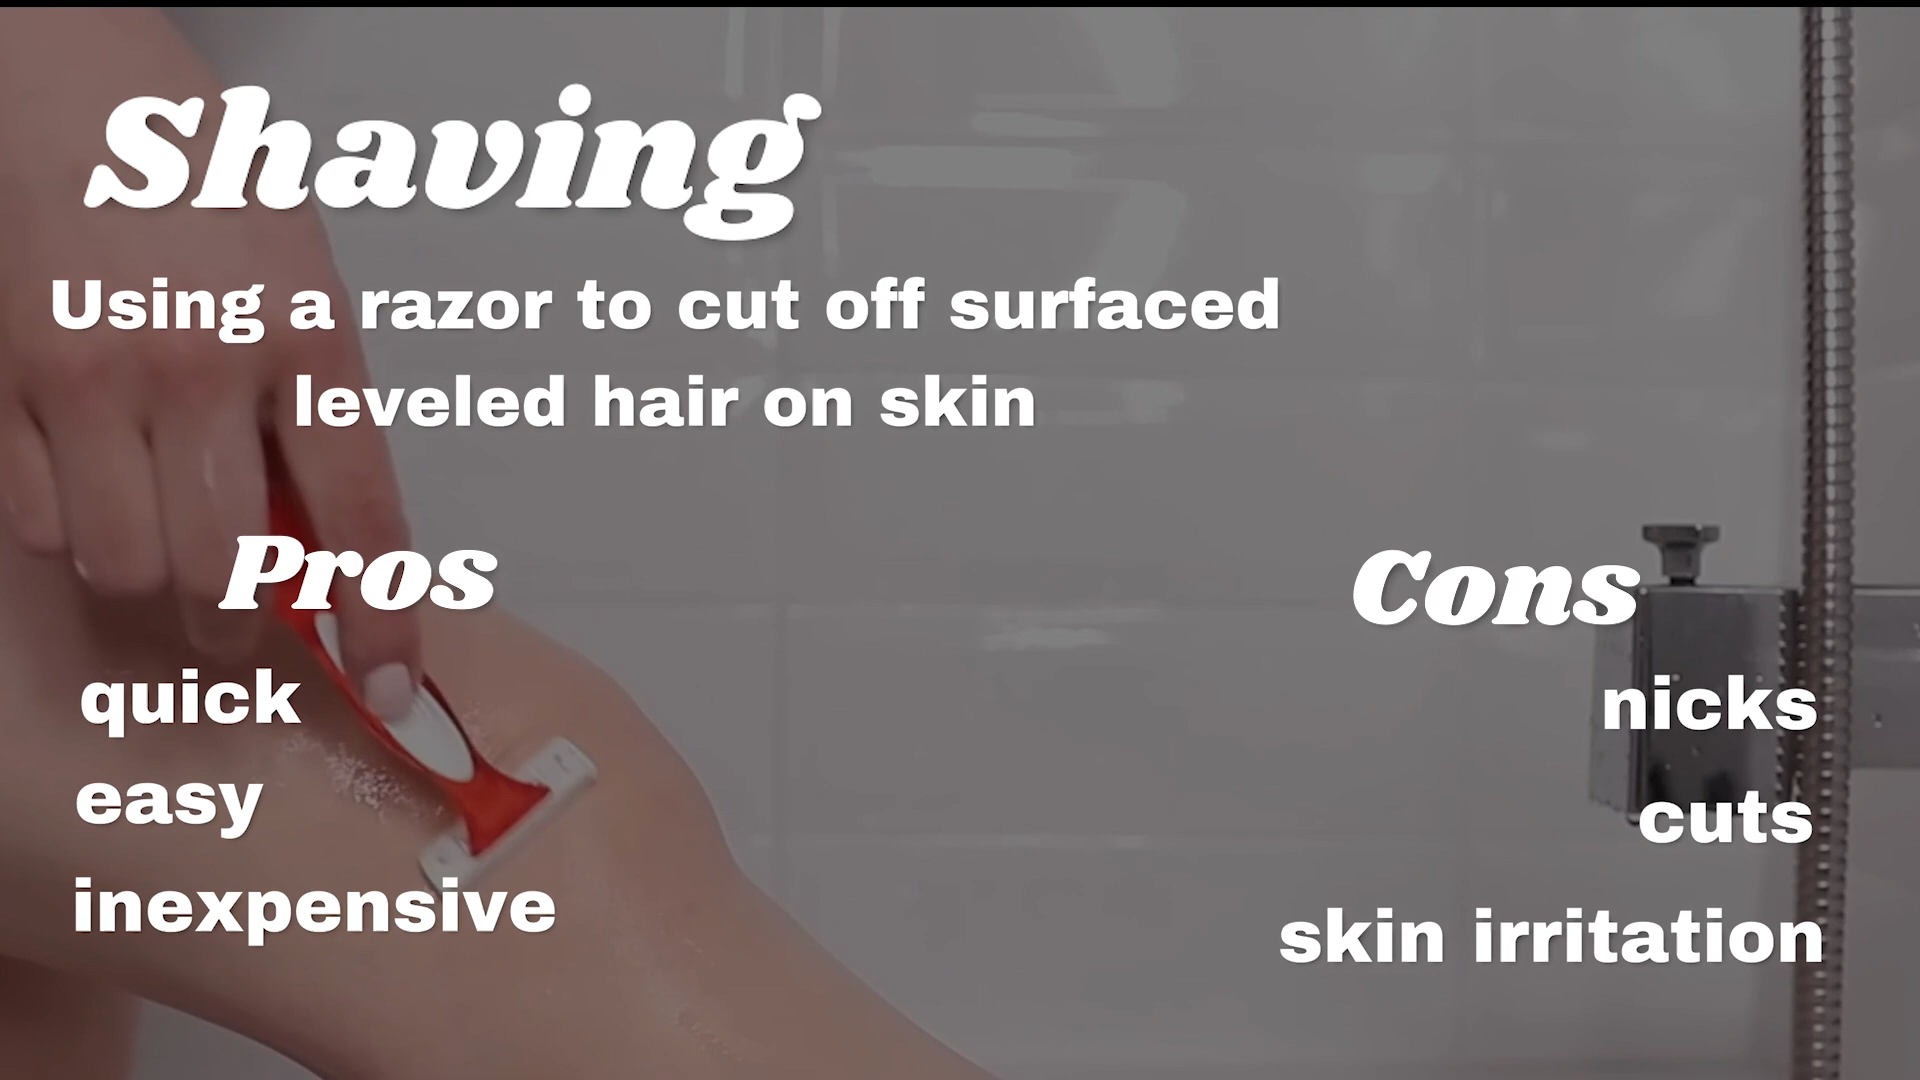 Shaving
Using a razor to cut off surfaced
leveled hair on skin
Pros
quick
easy
inexpensive
Cons
nicks
cuts
skin irritation